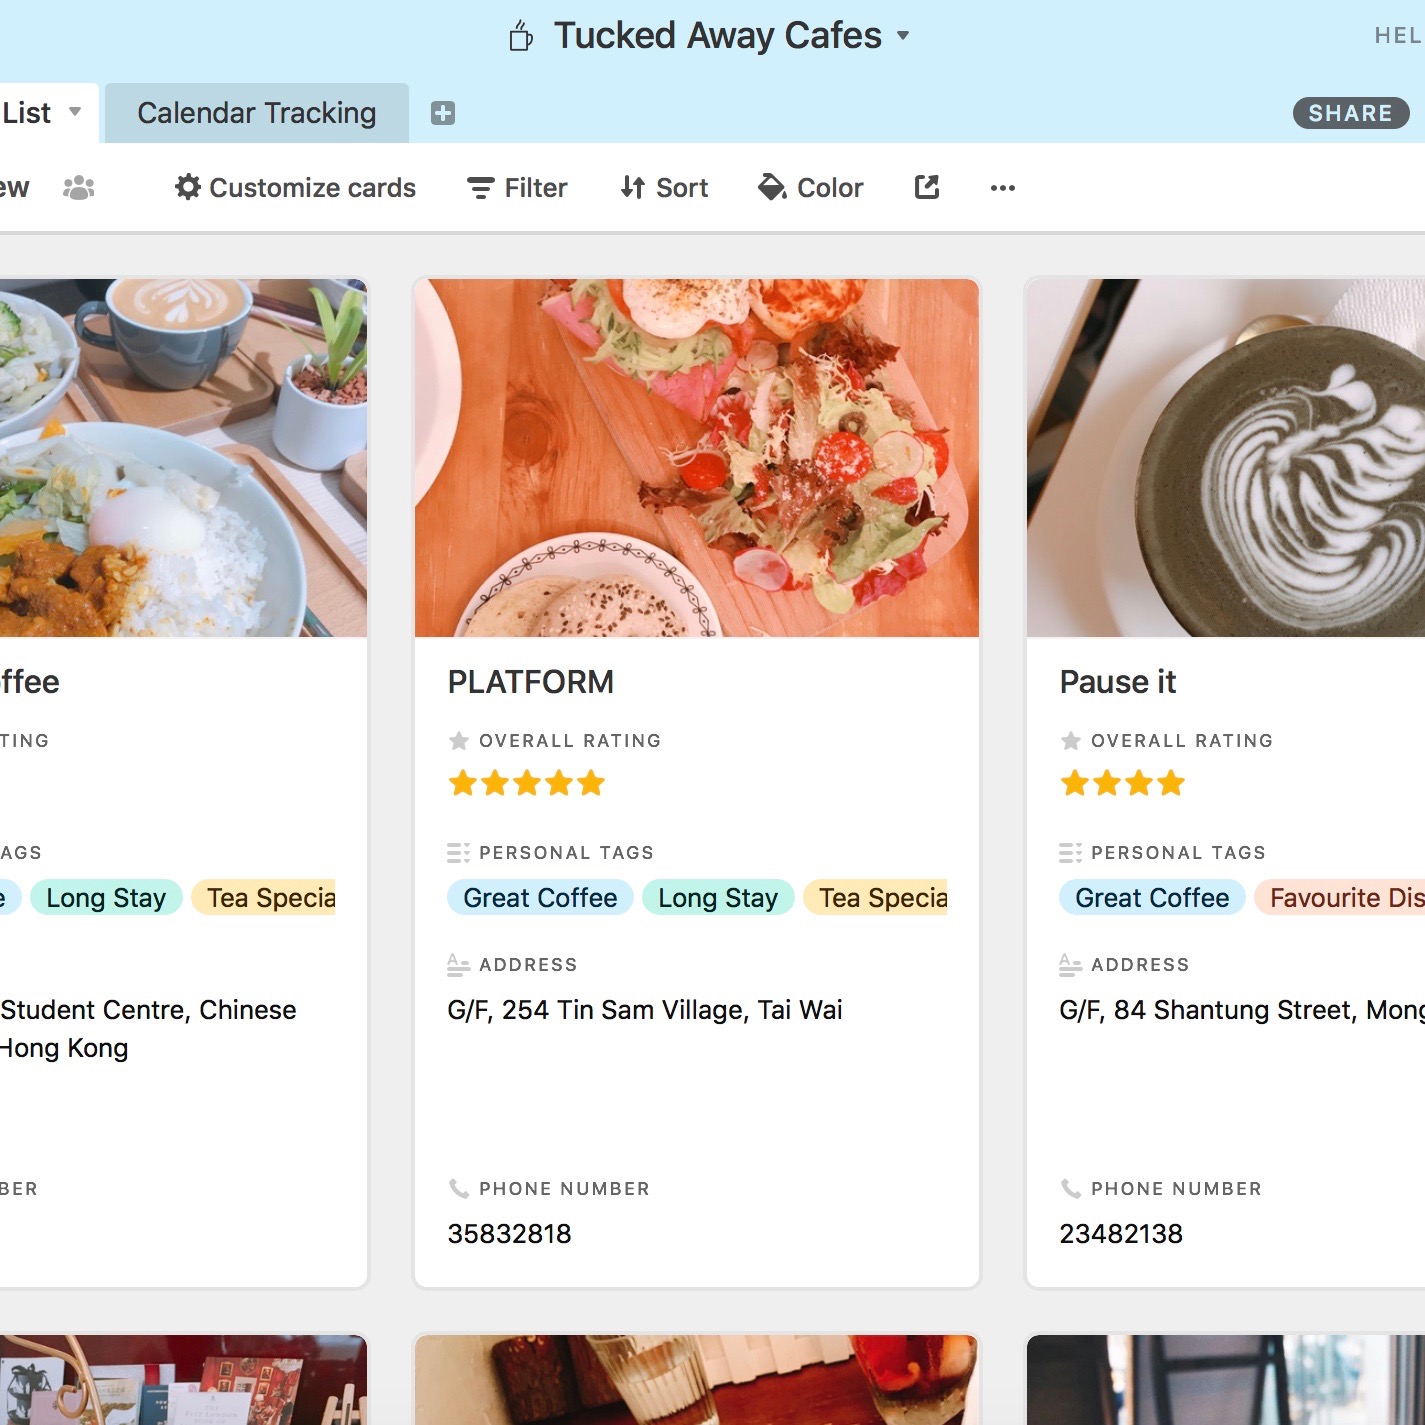 Tucked Away Cafes
HEL
List
Calendar Tracking
SHARE
ew
Customize cards
Filter
Sort
Color
ffee
TING
AGS
e
Long Stay
Tea Specia
Student Centre, Chinese
Hong Kong
BER
PLATFORM
OVERALL RATING
PERSONAL TAGS
Great Coffee
Long Stay
Tea Specia
ADDRESS
G/F, 254 Tin Sam Village, Tai Wai
PHONE NUMBER
35832818
Pause it
OVERALL RATING
PERSONAL TAGS
Great Coffee
Favourite Dis
ADDRESS
G/F, 84 Shantung Street, Mong
PHONE NUMBER
23482138